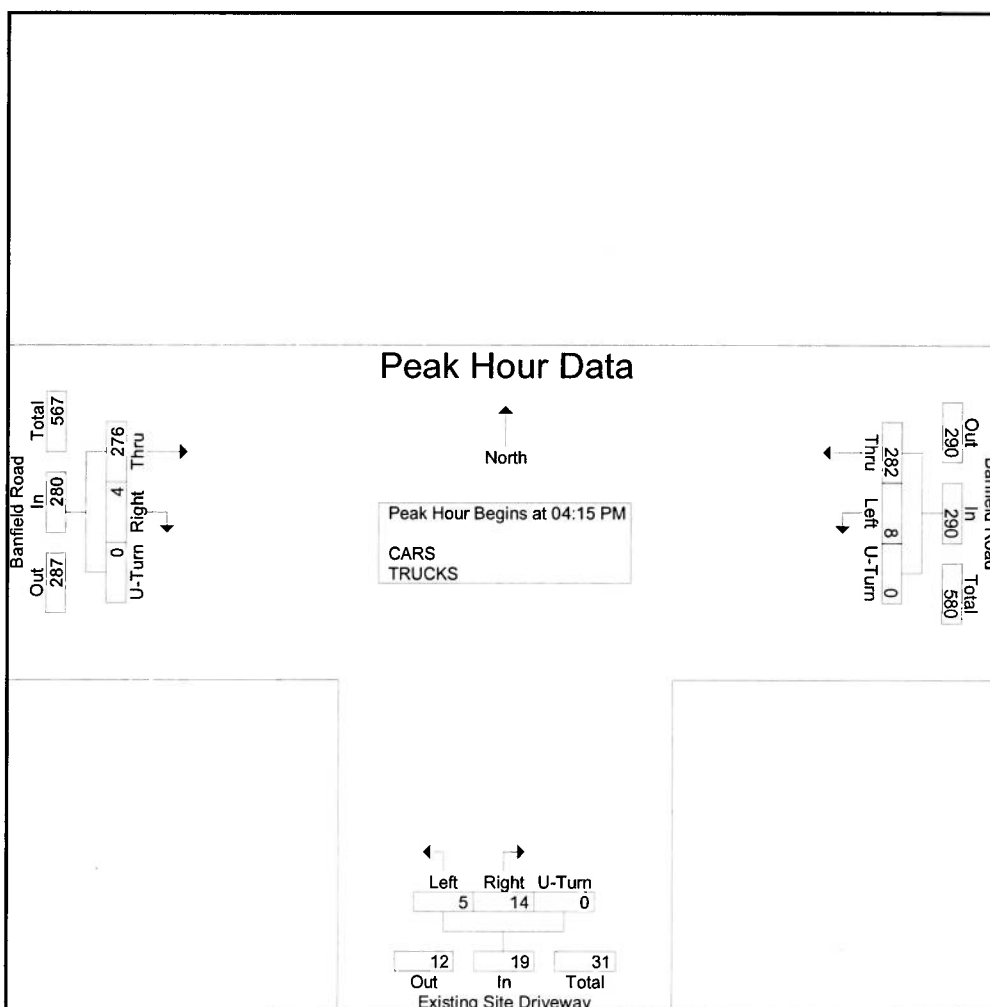 Peak Hour Data
North
Peak Hour Begins at 04:15 PM
CARS
TRUCKS
Banfield Road
Out In Total
287 280 567
U-Turn Right Thru
0 4 276
Out In Total
290 290 580
Thru Left U-Turn
282 8 0
Road
Left Right U-Turn
5 14 0
12 19 31
Out In Total
Existing Site Driveway